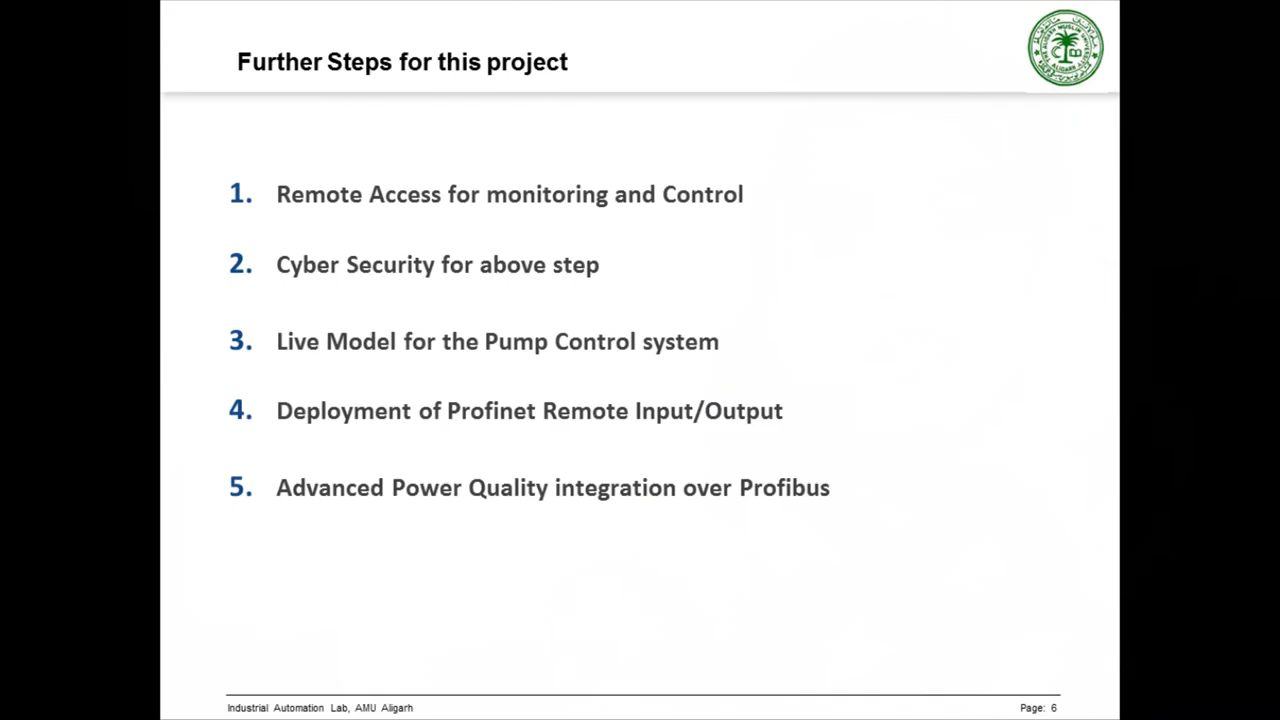 Further Steps for this project
1. Remote Access for monitoring and Control
2. Cyber Security for above step
3. Live Model for the Pump Control system
4. Deployment of Profinet Remote Input/Output
5. Advanced Power Quality integration over Profibus
Industrial Automation Lab, AMU Aligarh
Page: 6